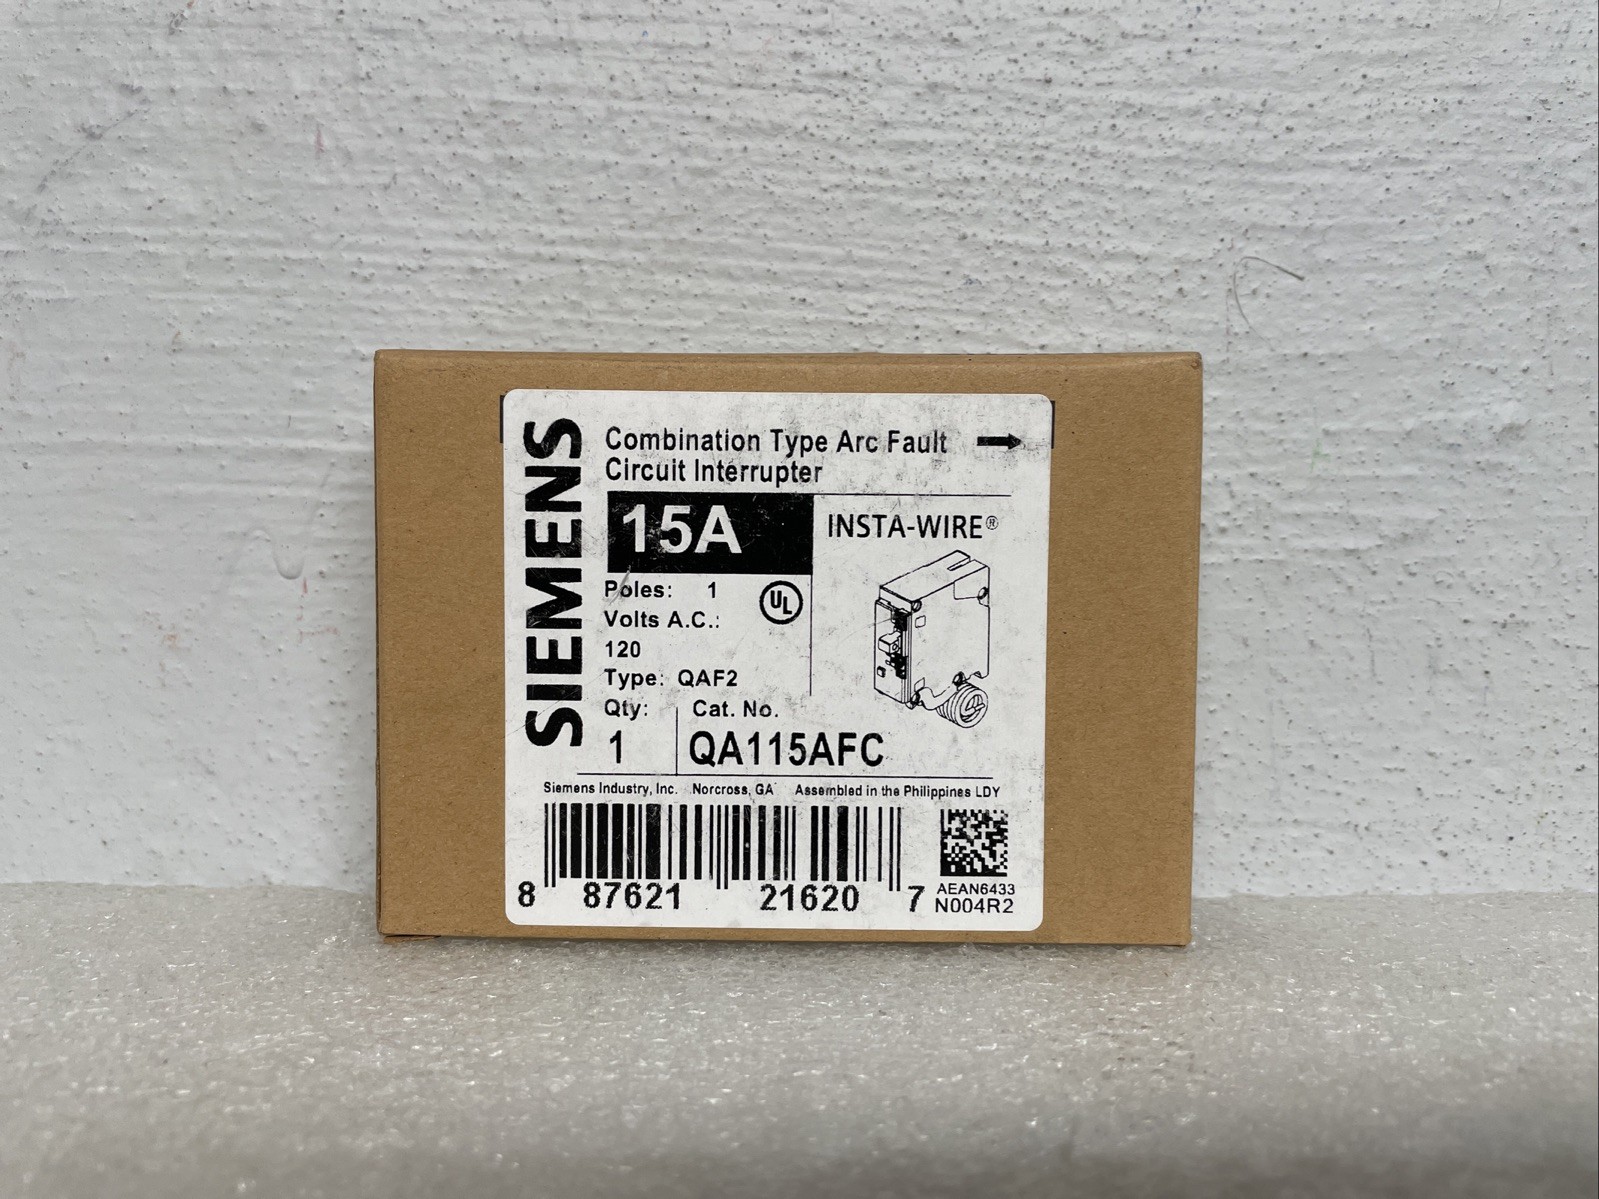 SIEMENS
Combination Type Arc Fault
Circuit Interrupter
15A
INSTA-WIRE®
Poles: 1
UL
Volts A.C.:
120
Type: QAF2
Qty: Cat. No.
1 QA115AFC
Siemens Industry, Inc. Norcross, GA Assembled in the Philippines LDY
8 87621 21620 7
AEAN6433
N004R2